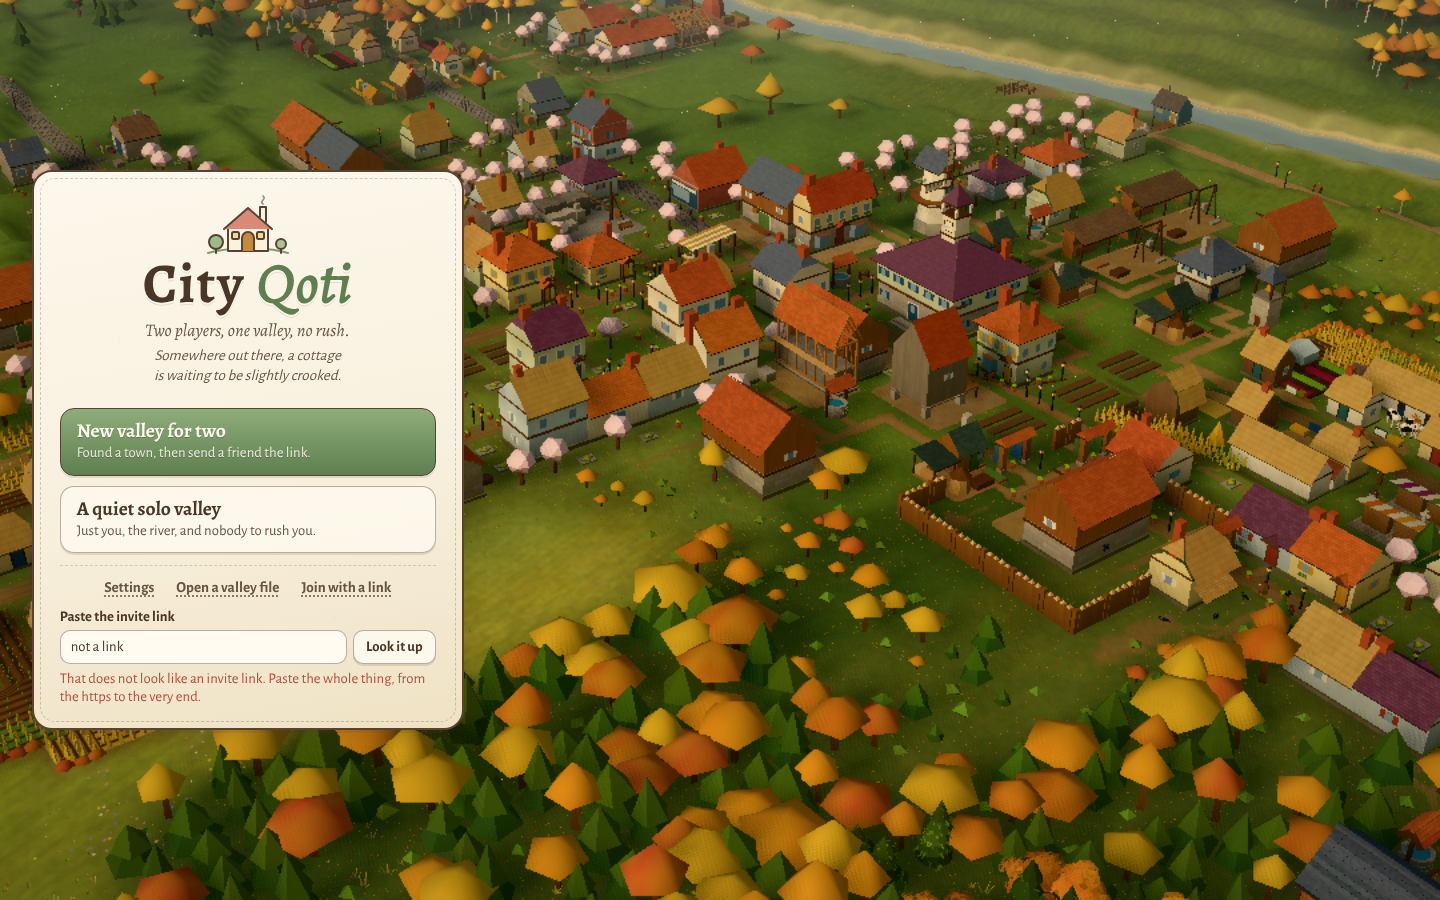 City Qoti
Two players, one valley, no rush.
Somewhere out there, a cottage
is waiting to be slightly crooked.
New valley for two
Found a town, then send a friend the link.
A quiet solo valley
Just you, the river, and nobody to rush you.
Settings Open a valley file Join with a link
Paste the invite link
not a link Look it up
That does not look like an invite link. Paste the whole thing, from
the https to the very end.